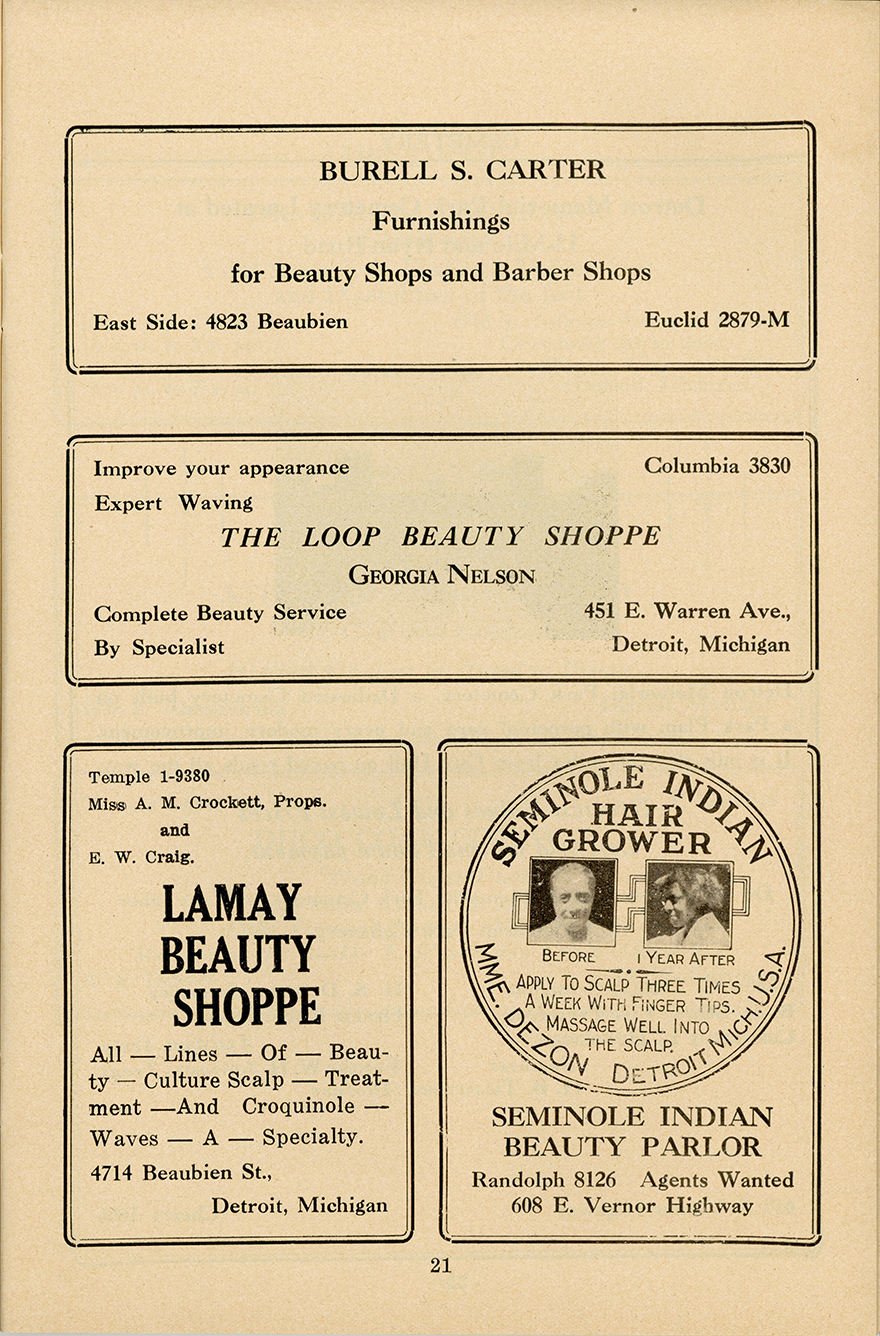 BURELL S. CARTER
Furnishings
for Beauty Shops and Barber Shops
East Side: 4823 Beaubien Euclid 2879-M
Improve your appearance Columbia 3830
Expert Waving
THE LOOP BEAUTY SHOPPE
GEORGIA NELSON
Complete Beauty Service 451 E. Warren Ave.,
By Specialist Detroit, Michigan
Temple 1-9380
Miss A. M. Crockett, Props.
and
E. W. Craig.
LAMAY
BEAUTY
SHOPPE
All — Lines — Of — Beau-
ty — Culture Scalp — Treat-
ment —And Croquinole —
Waves — A — Specialty.
4714 Beaubien St.,
Detroit, Michigan
SEMINOLE INDIAN
HAIR
GROWER
BEFORE 1 YEAR AFTER
APPLY TO SCALP THREE TIMES
A WEEK WITH FINGER TIPS.
MASSAGE WELL INTO
THE SCALP.
MME. DEZON DETROIT MICH. U.S.A.
SEMINOLE INDIAN
BEAUTY PARLOR
Randolph 8126 Agents Wanted
608 E. Vernor Highway
21